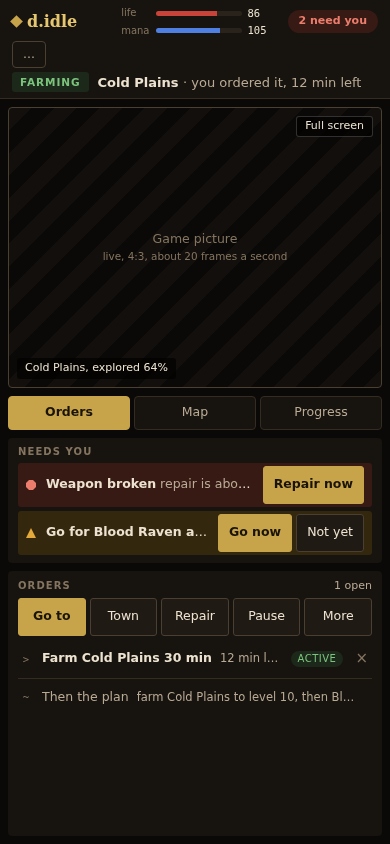 d.idle
life 86
mana 105
2 need you
...
FARMING Cold Plains · you ordered it, 12 min left
Full screen
Game picture
live, 4:3, about 20 frames a second
Cold Plains, explored 64%
Orders Map Progress
NEEDS YOU
Weapon broken repair is abo... Repair now
Go for Blood Raven a... Go now Not yet
ORDERS 1 open
Go to Town Repair Pause More
> Farm Cold Plains 30 min 12 min l... ACTIVE ×
~ Then the plan farm Cold Plains to level 10, then Bl...